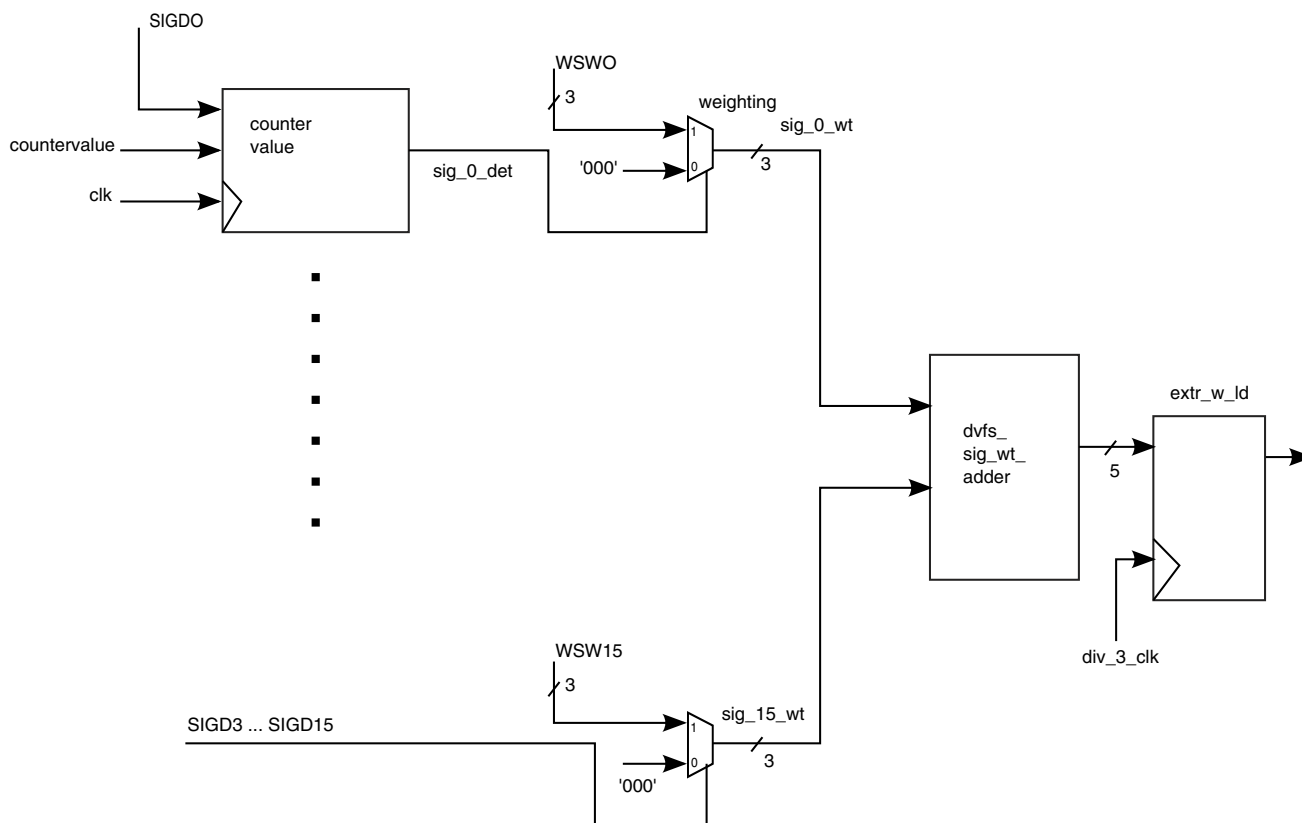 SIGDO
WSWO
3
weighting
counter
value
1
sig_0_wt
countervalue
sig_0_det
'000'
0
3
clk
extr_w_ld
dvfs_
sig_wt_
adder
5
WSW15
3
div_3_clk
SIGD3 ... SIGD15
1
sig_15_wt
0
3
'000'